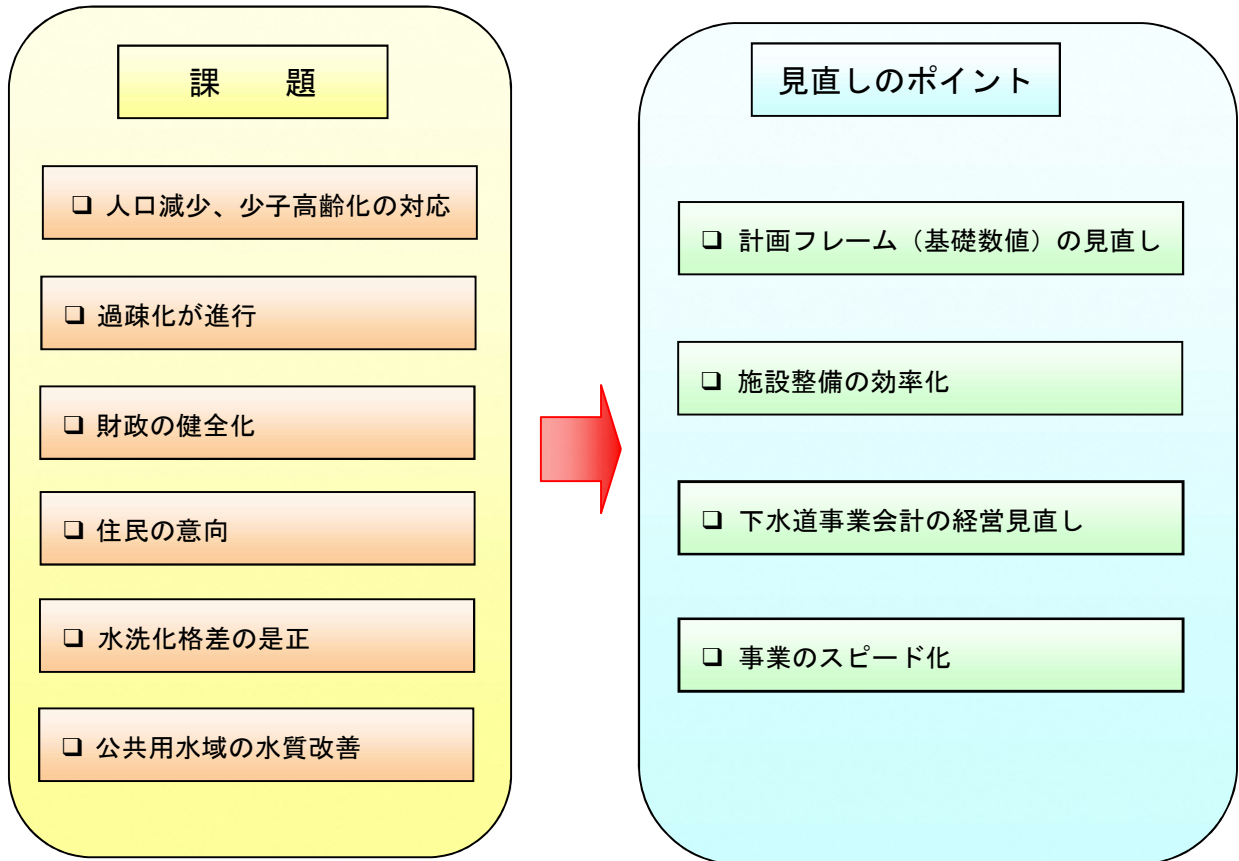 課　　題
❑ 人口減少、少子高齢化の対応
❑ 過疎化が進行
❑ 財政の健全化
❑ 住民の意向
❑ 水洗化格差の是正
❑ 公共用水域の水質改善
見直しのポイント
❑ 計画フレーム（基礎数値）の見直し
❑ 施設整備の効率化
❑ 下水道事業会計の経営見直し
❑ 事業のスピード化